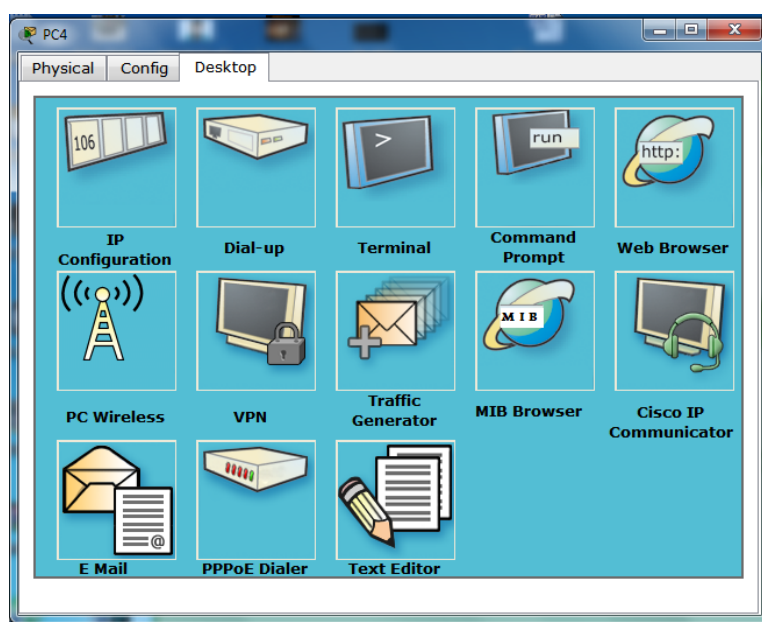 PC4
Physical Config Desktop
106
>
run
http:
IP
Configuration
Dial-up
Terminal
Command
Prompt
Web Browser
((( )))
MIB
PC Wireless
VPN
Traffic
Generator
MIB Browser
Cisco IP
Communicator
@
E Mail
PPPoE Dialer
Text Editor